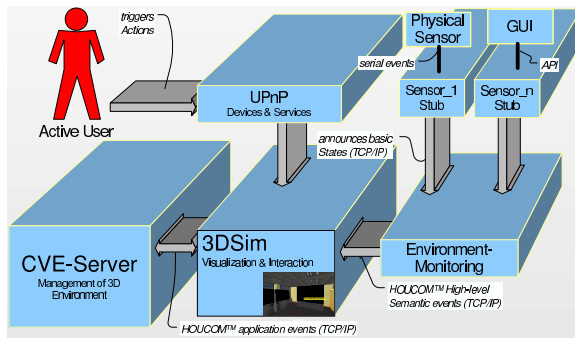 triggers
Actions
Active User
UPnP
Devices & Services
Physical
Sensor
GUI
serial events
API
Sensor_1
Stub
Sensor_n
Stub
announces basic
States (TCP/IP)
CVE-Server
Management of 3D
Environment
3DSim
Visualization & Interaction
Environment-
Monitoring
HOUCOM™ High-level
Semantic events (TCP/IP)
HOUCOM™ application events (TCP/IP)